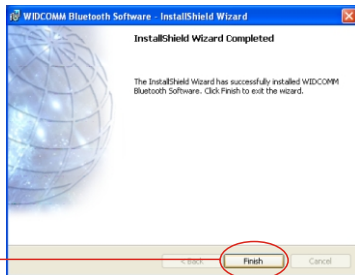 WIDCOMM Bluetooth Software - InstallShield Wizard
InstallShield Wizard Completed
The InstallShield Wizard has successfully installed WIDCOMM
Bluetooth Software. Click Finish to exit the wizard.
< Back
Finish
Cancel